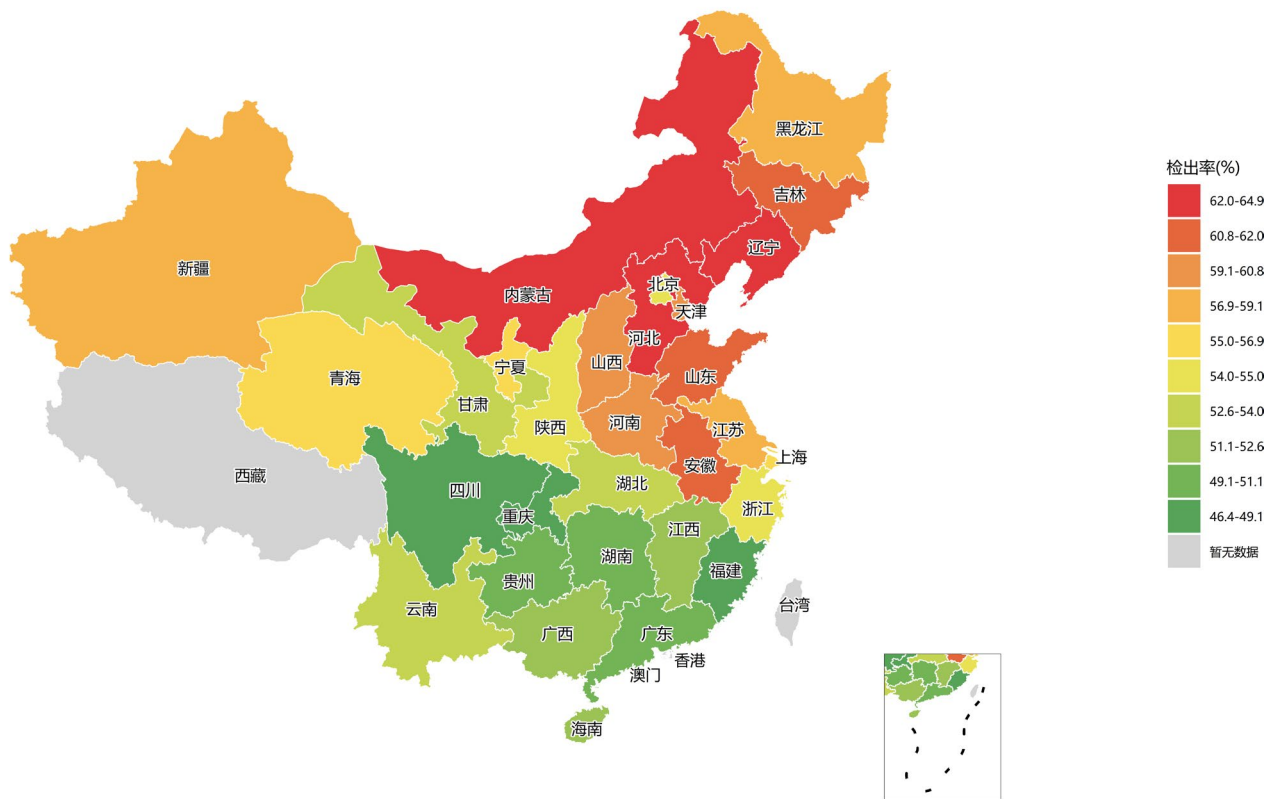 黑龙江
吉林
辽宁
新疆
内蒙古
北京
天津
河北
山西
宁夏
青海
山东
甘肃
陕西
河南
江苏
安徽
上海
西藏
四川
湖北
重庆
浙江
江西
湖南
贵州
福建
云南
广西
广东
台湾
香港
澳门
海南
检出率(%)
62.0-64.9
60.8-62.0
59.1-60.8
56.9-59.1
55.0-56.9
54.0-55.0
52.6-54.0
51.1-52.6
49.1-51.1
46.4-49.1
暂无数据